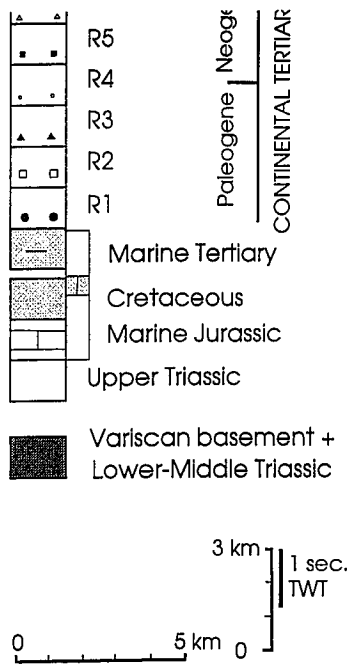 R5
R4
R3
R2
R1
Neoge
Paleogene
CONTINENTAL TERTIAR
Marine Tertiary
Cretaceous
Marine Jurassic
Upper Triassic
Variscan basement +
Lower-Middle Triassic
3 km
1 sec.
TWT
0
5 km
0